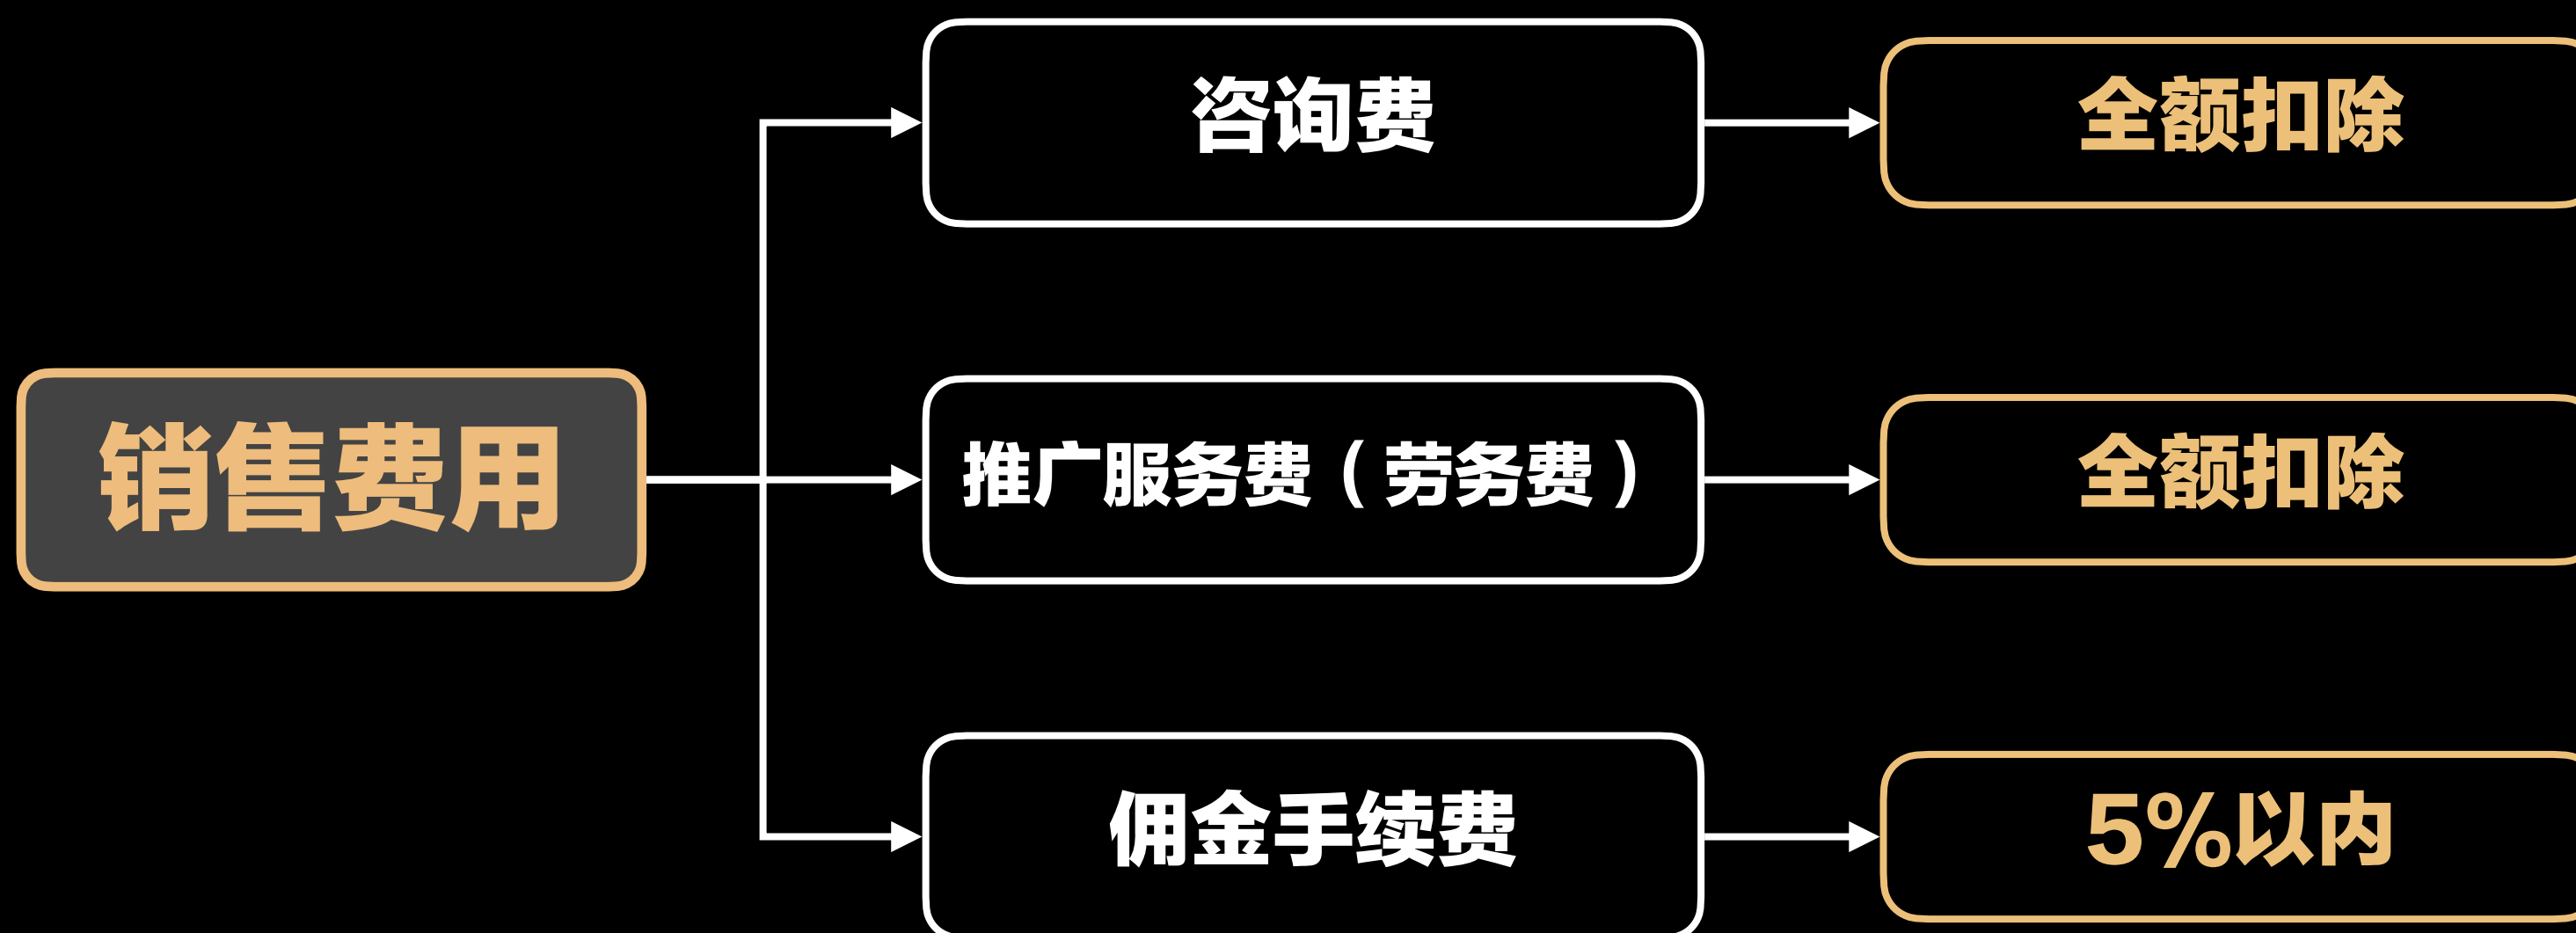 销售费用
咨询费
全额扣除
推广服务费（劳务费）
全额扣除
佣金手续费
5%以内